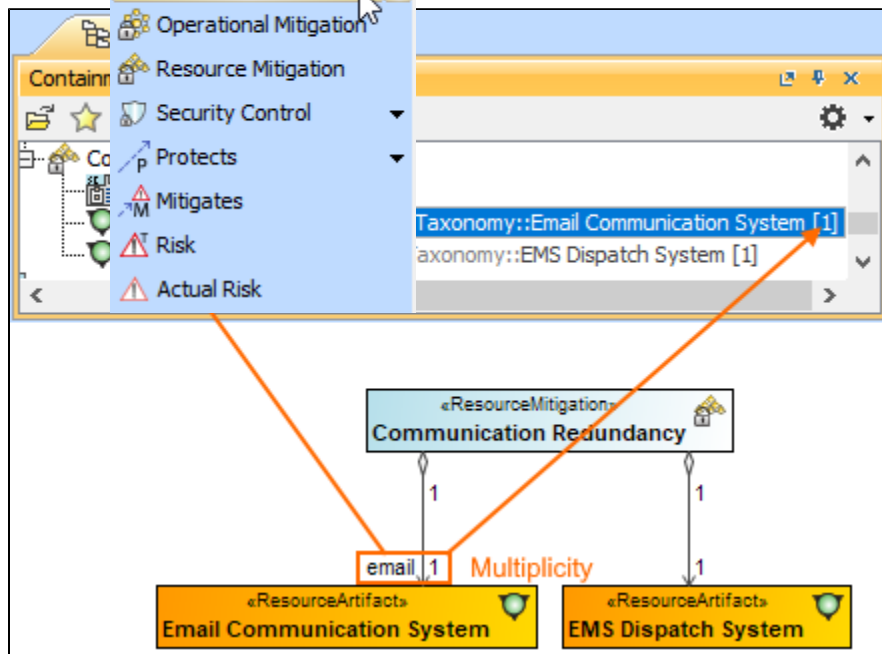 Operational Mitigation
Containm
Resource Mitigation
Security Control
Protects
Co
Mitigates
Taxonomy::Email Communication System [1]
Risk
axonomy::EMS Dispatch System [1]
Actual Risk
«ResourceMitigation»
Communication Redundancy
1 1
email 1 Multiplicity 1
«ResourceArtifact» «ResourceArtifact»
Email Communication System EMS Dispatch System